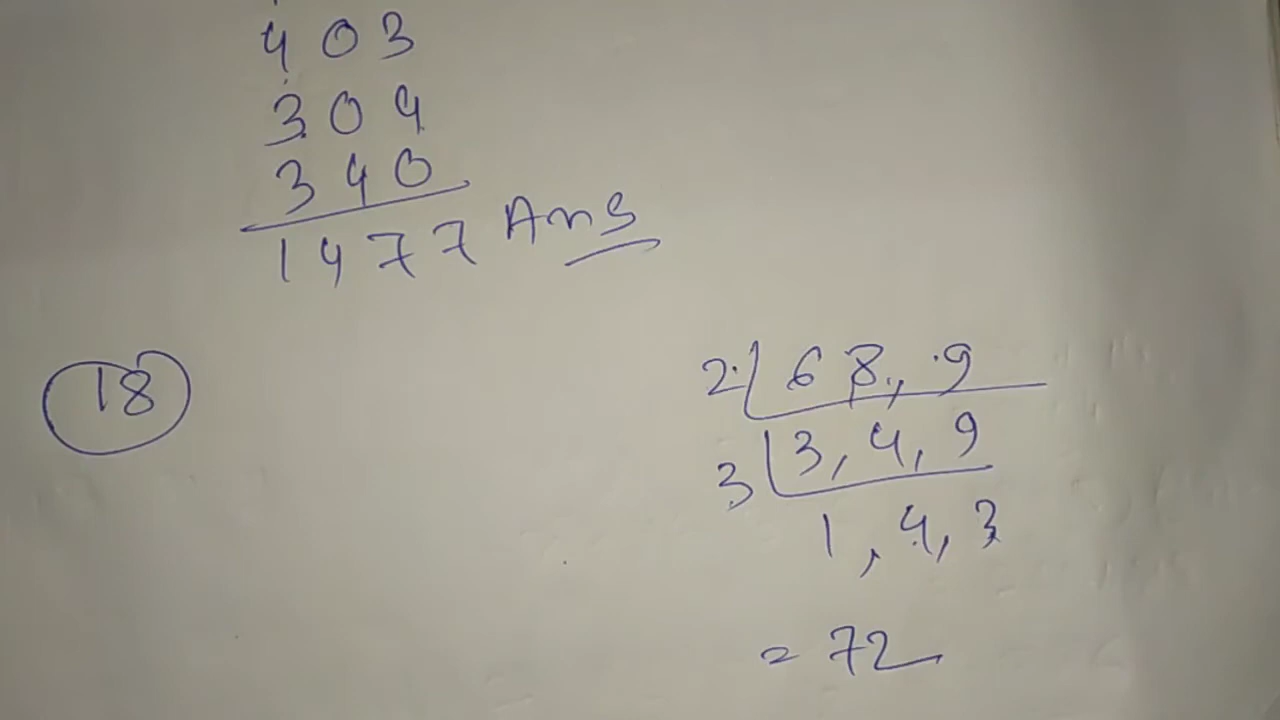 403
304
340
1477 Ans
18
2 6 8, 9
3 3, 4, 9
1, 4, 3
= 72